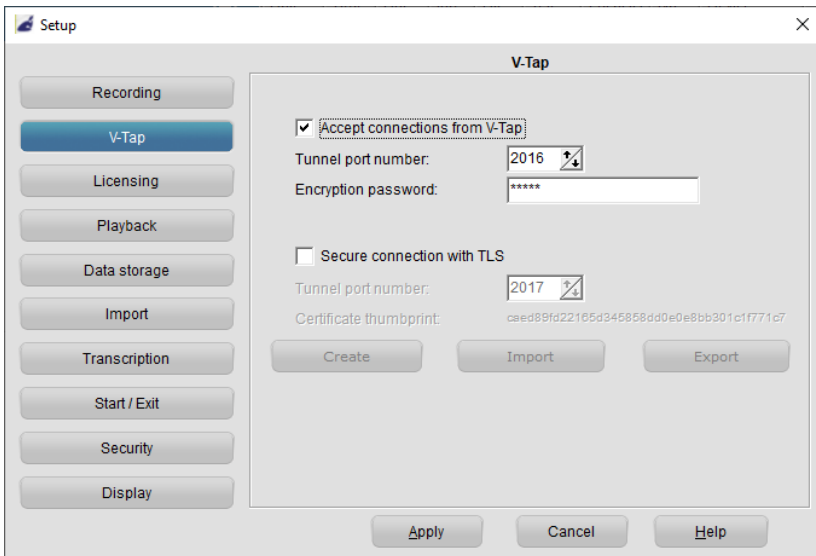 Setup
V-Tap
Recording
V-Tap
Licensing
Playback
Data storage
Import
Transcription
Start / Exit
Security
Display
Accept connections from V-Tap
Tunnel port number: 2016
Encryption password: *****
Secure connection with TLS
Tunnel port number: 2017
Certificate thumbprint: caed89fd22165d345858dd0e0e8bb301c1f771c7
Create Import Export
Apply Cancel Help